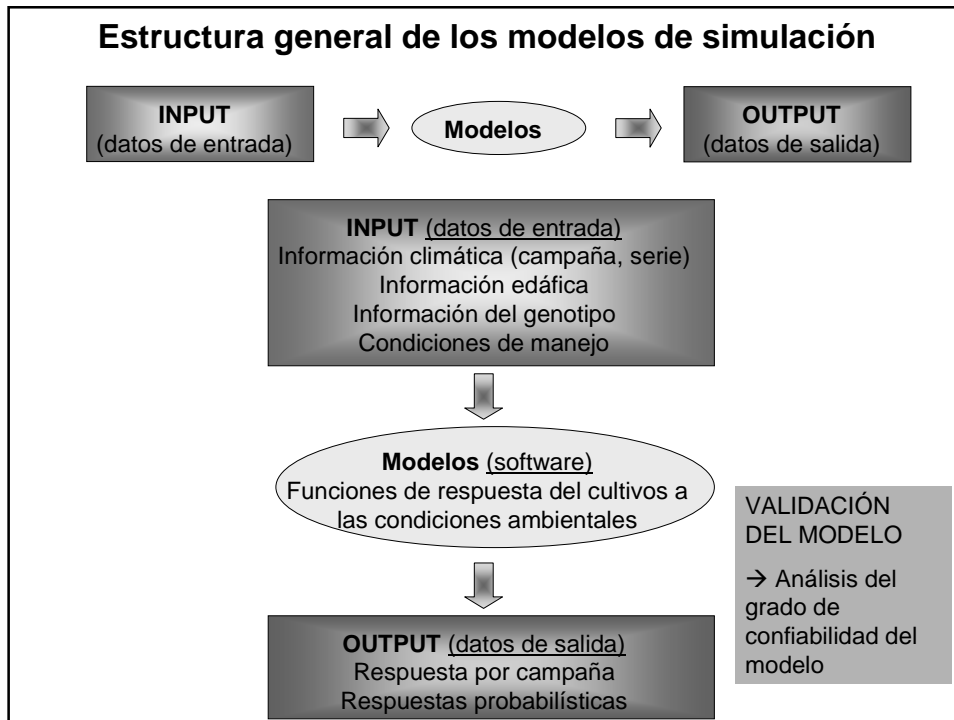 Estructura general de los modelos de simulación
INPUT
(datos de entrada)
Modelos
OUTPUT
(datos de salida)
INPUT (datos de entrada)
Información climática (campaña, serie)
Información edáfica
Información del genotipo
Condiciones de manejo
Modelos (software)
Funciones de respuesta del cultivos a
las condiciones ambientales
VALIDACIÓN
DEL MODELO
→ Análisis del
grado de
confiabilidad del
modelo
OUTPUT (datos de salida)
Respuesta por campaña
Respuestas probabilísticas